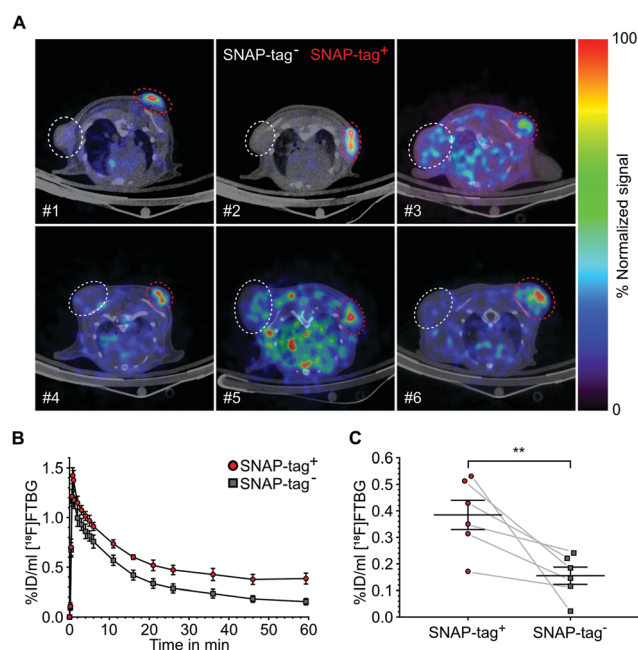 A
SNAP-tag⁻ SNAP-tag⁺
#1 #2 #3
#4 #5 #6
100
% Normalized signal
0
B
SNAP-tag⁺
SNAP-tag⁻
%ID/ml [¹⁸F]FTBG
1.5
1.0
0.5
0.0
0 10 20 30 40 50 60
Time in min
C
**
%ID/ml [¹⁸F]FTBG
0.6
0.5
0.4
0.3
0.2
0.1
0.0
SNAP-tag⁺ SNAP-tag⁻